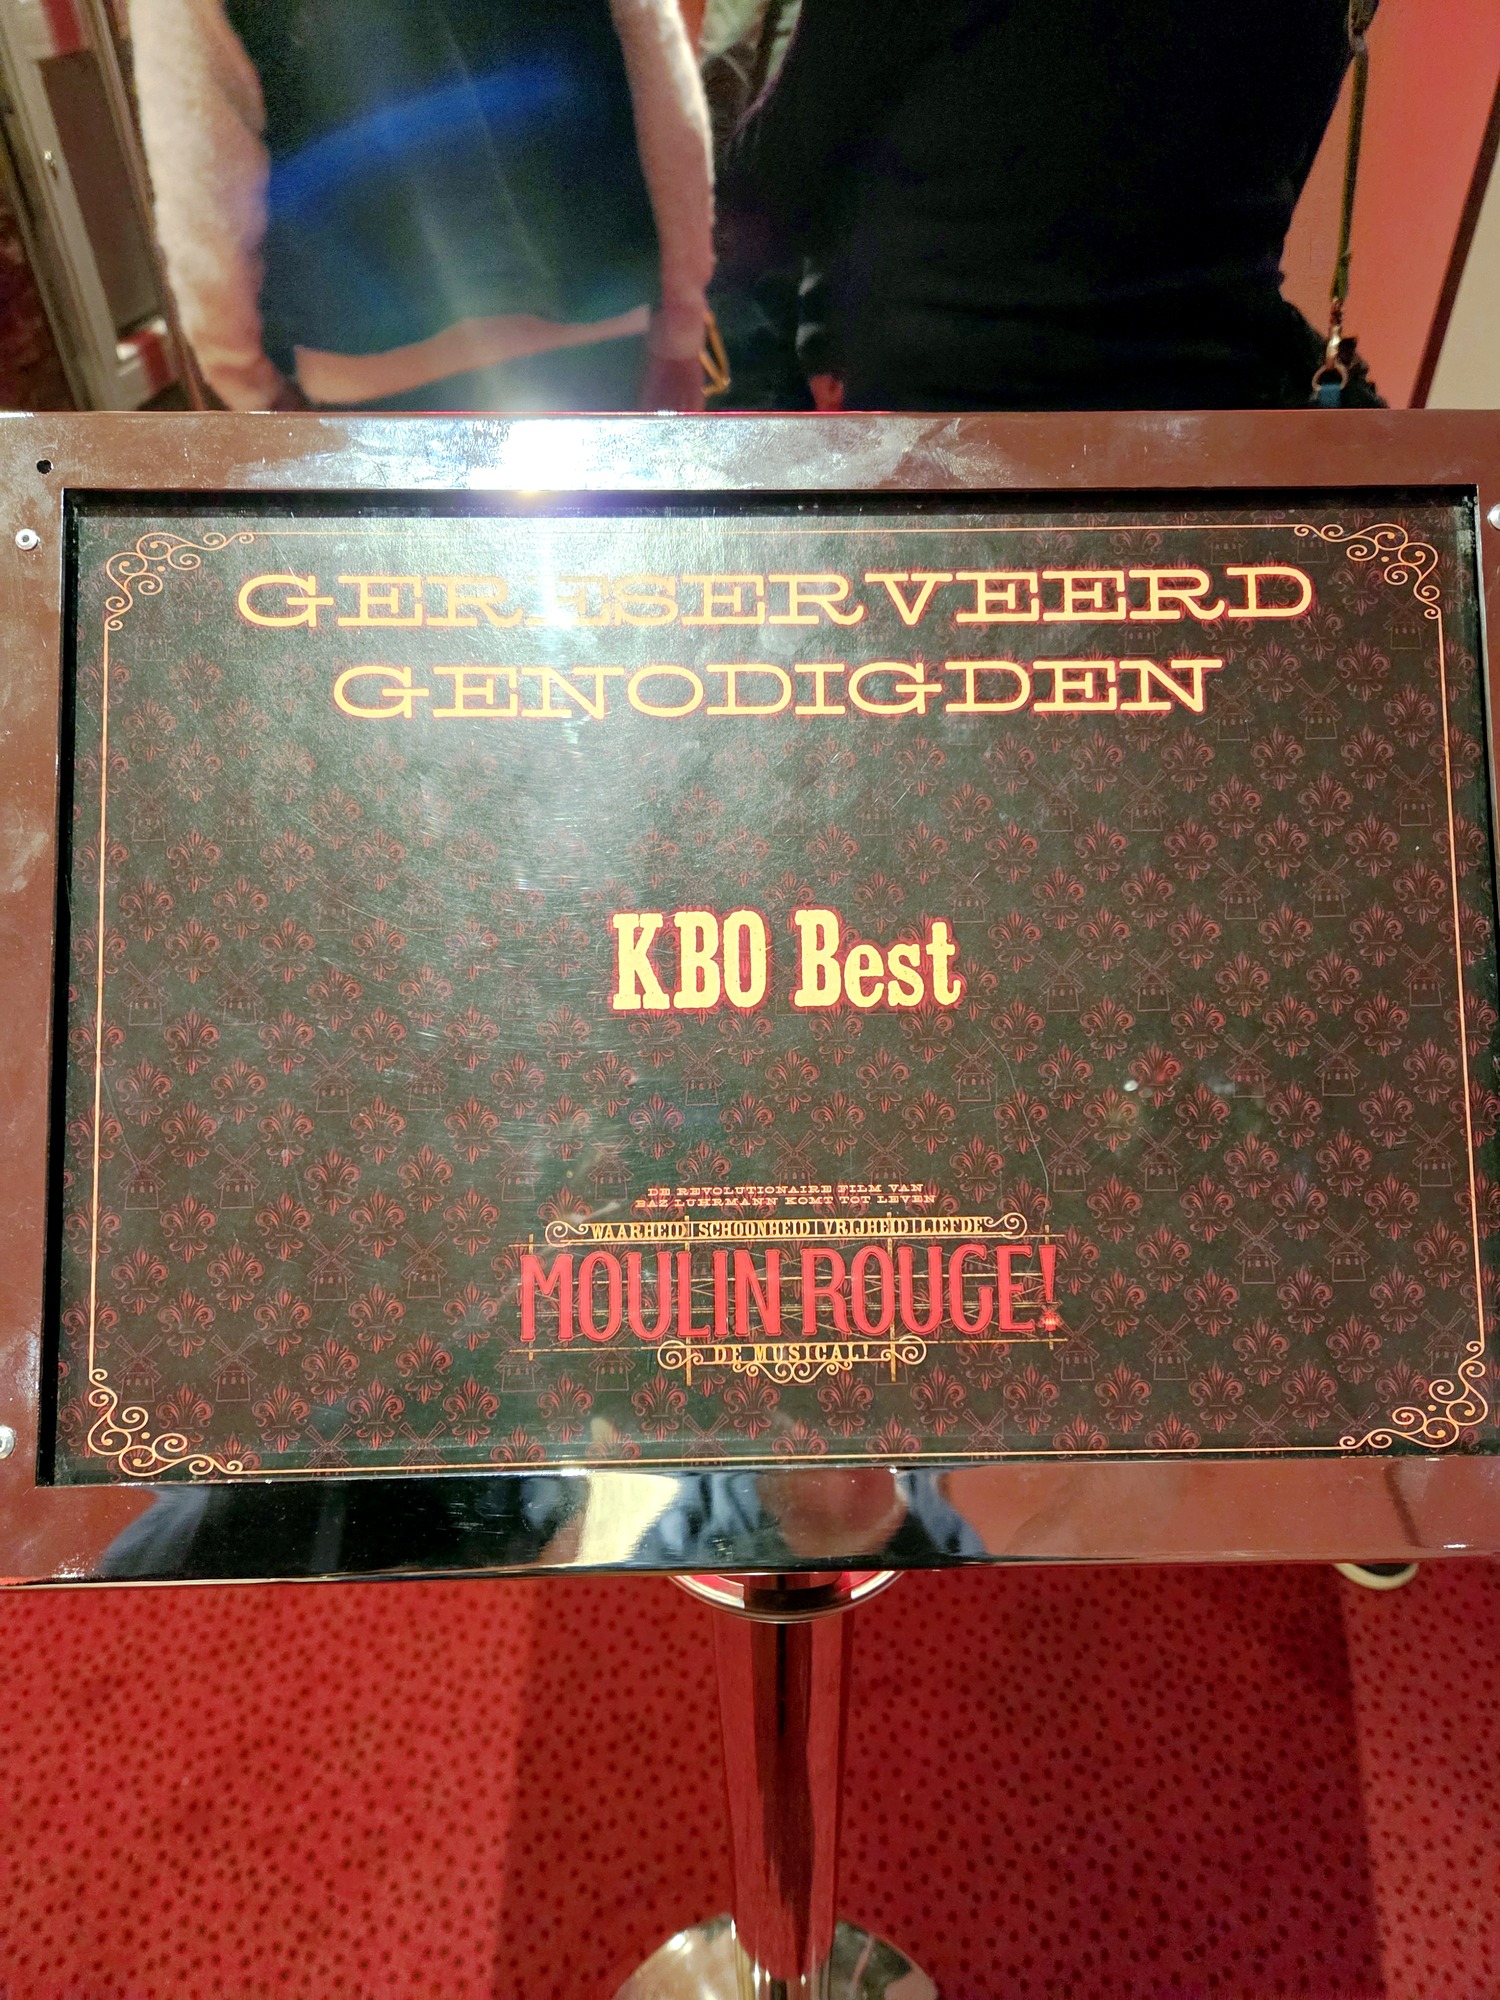 GERESERVEERD
GENODIGDEN
KBO Best
DE REVOLUTIONAIRE FILM VAN
BAZ LUHRMANN KOMT TOT LEVEN
WAARHEID | SCHOONHEID | VRIJHEID | LIEFDE
MOULIN ROUGE!
DE MUSICAL!